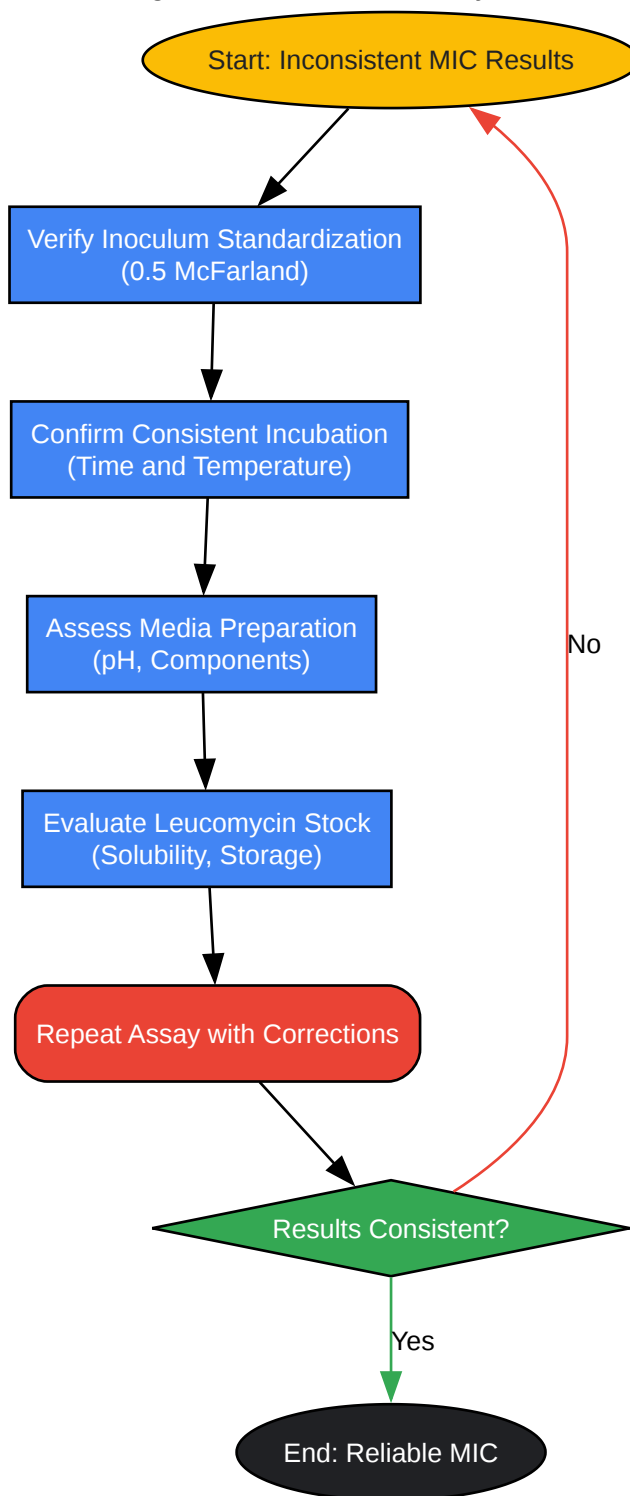 Start: Inconsistent MIC Results
Verify Inoculum Standardization
(0.5 McFarland)
Confirm Consistent Incubation
(Time and Temperature)
Assess Media Preparation
(pH, Components)
No
Evaluate Leucomycin Stock
(Solubility, Storage)
Repeat Assay with Corrections
Results Consistent?
Yes
End: Reliable MIC